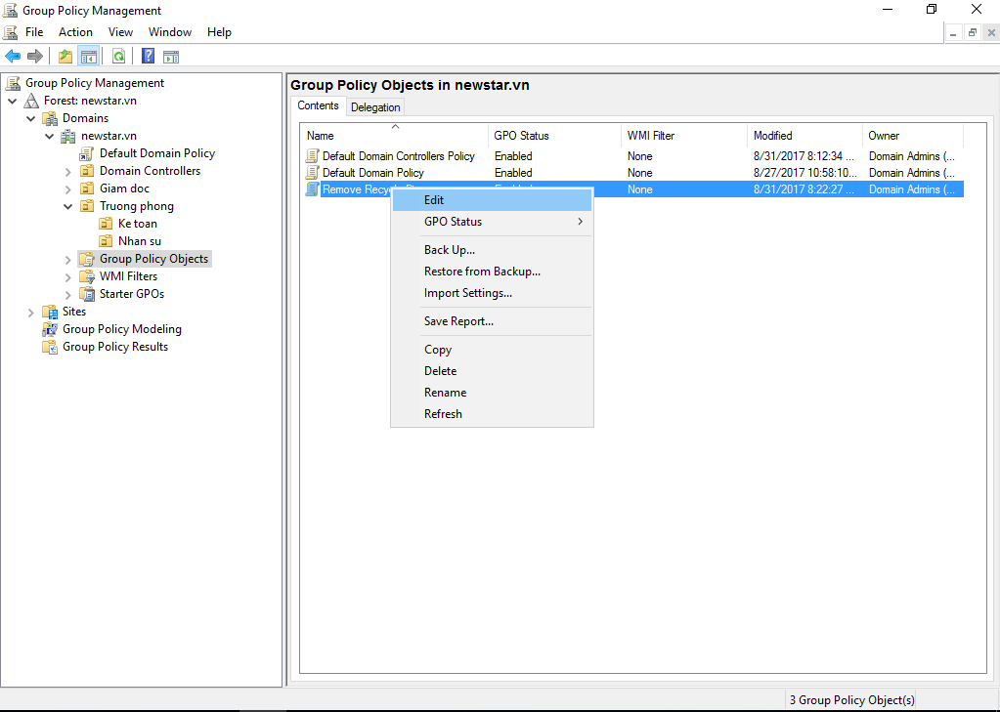 Group Policy Management
File Action View Window Help
Group Policy Management
Forest: newstar.vn
Domains
newstar.vn
Default Domain Policy
Domain Controllers
Giam doc
Truong phong
Ke toan
Nhan su
Group Policy Objects
WMI Filters
Starter GPOs
Sites
Group Policy Modeling
Group Policy Results
Group Policy Objects in newstar.vn
Contents Delegation
Name GPO Status WMI Filter Modified Owner
Default Domain Controllers Policy Enabled None 8/31/2017 8:12:34 ... Domain Admins (...
Default Domain Policy Enabled None 8/27/2017 10:58:10... Domain Admins (...
Remove None 8/31/2017 8:22:27 ... Domain Admins (...
Edit
GPO Status
Back Up...
Restore from Backup...
Import Settings...
Save Report...
Copy
Delete
Rename
Refresh
3 Group Policy Object(s)